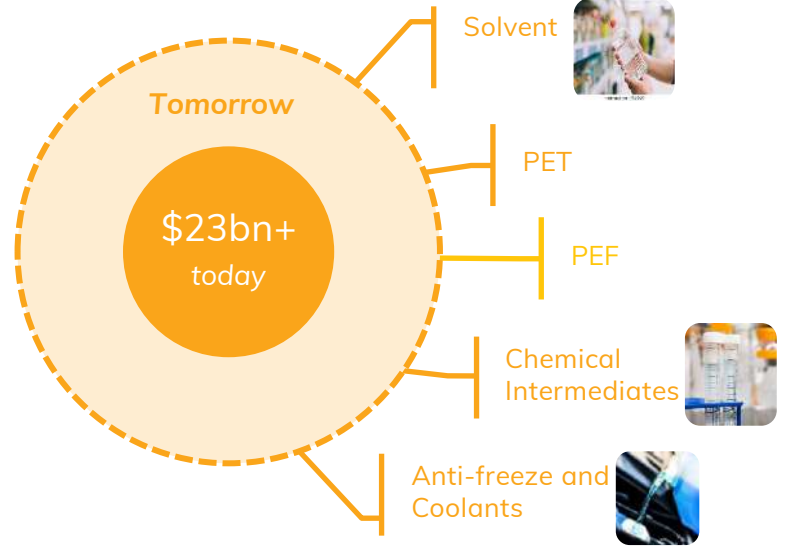 Solvent
Tomorrow
PET
$23bn+
today
PEF
Chemical
Intermediates
Anti-freeze and
Coolants